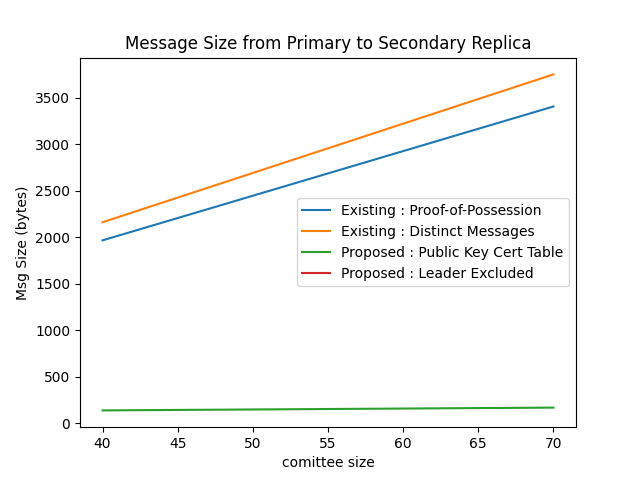 Message Size from Primary to Secondary Replica
Msg Size (bytes)
3500
3000
2500
2000
1500
1000
500
0
Existing : Proof-of-Possession
Existing : Distinct Messages
Proposed : Public Key Cert Table
Proposed : Leader Excluded
40 45 50 55 60 65 70
comittee size